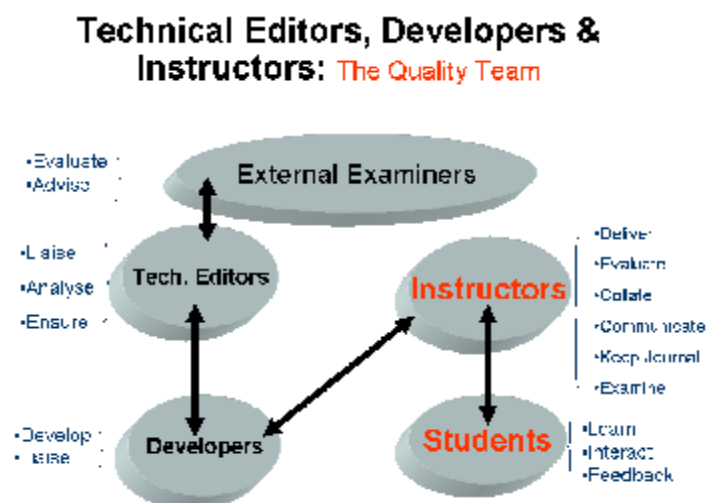 Technical Editors, Developers &
Instructors: The Quality Team
•Evaluate
•Advise
External Examiners
•Liaise
•Analyse
•Ensure
Tech. Editors
Instructors
•Deliver
•Evaluate
•Collate
•Communicate
•Keep Journal
•Examine
•Develop
•Liaise
Developers
Students
•Learn
•Interact
•Feedback